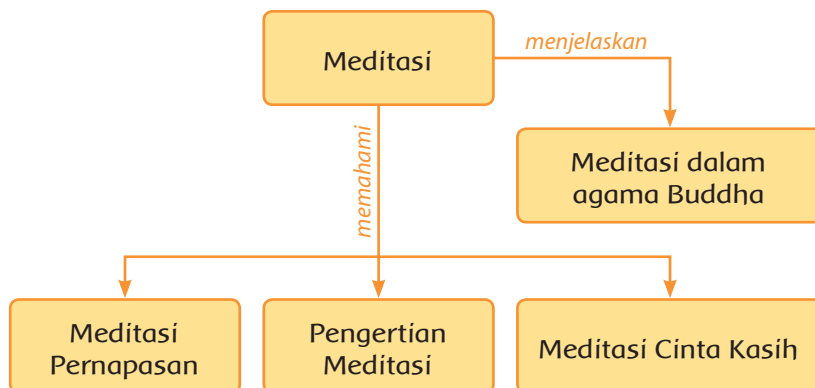 Meditasi
menjelaskan
Meditasi dalam
agama Buddha
memahami
Meditasi
Pernapasan
Pengertian
Meditasi
Meditasi Cinta Kasih